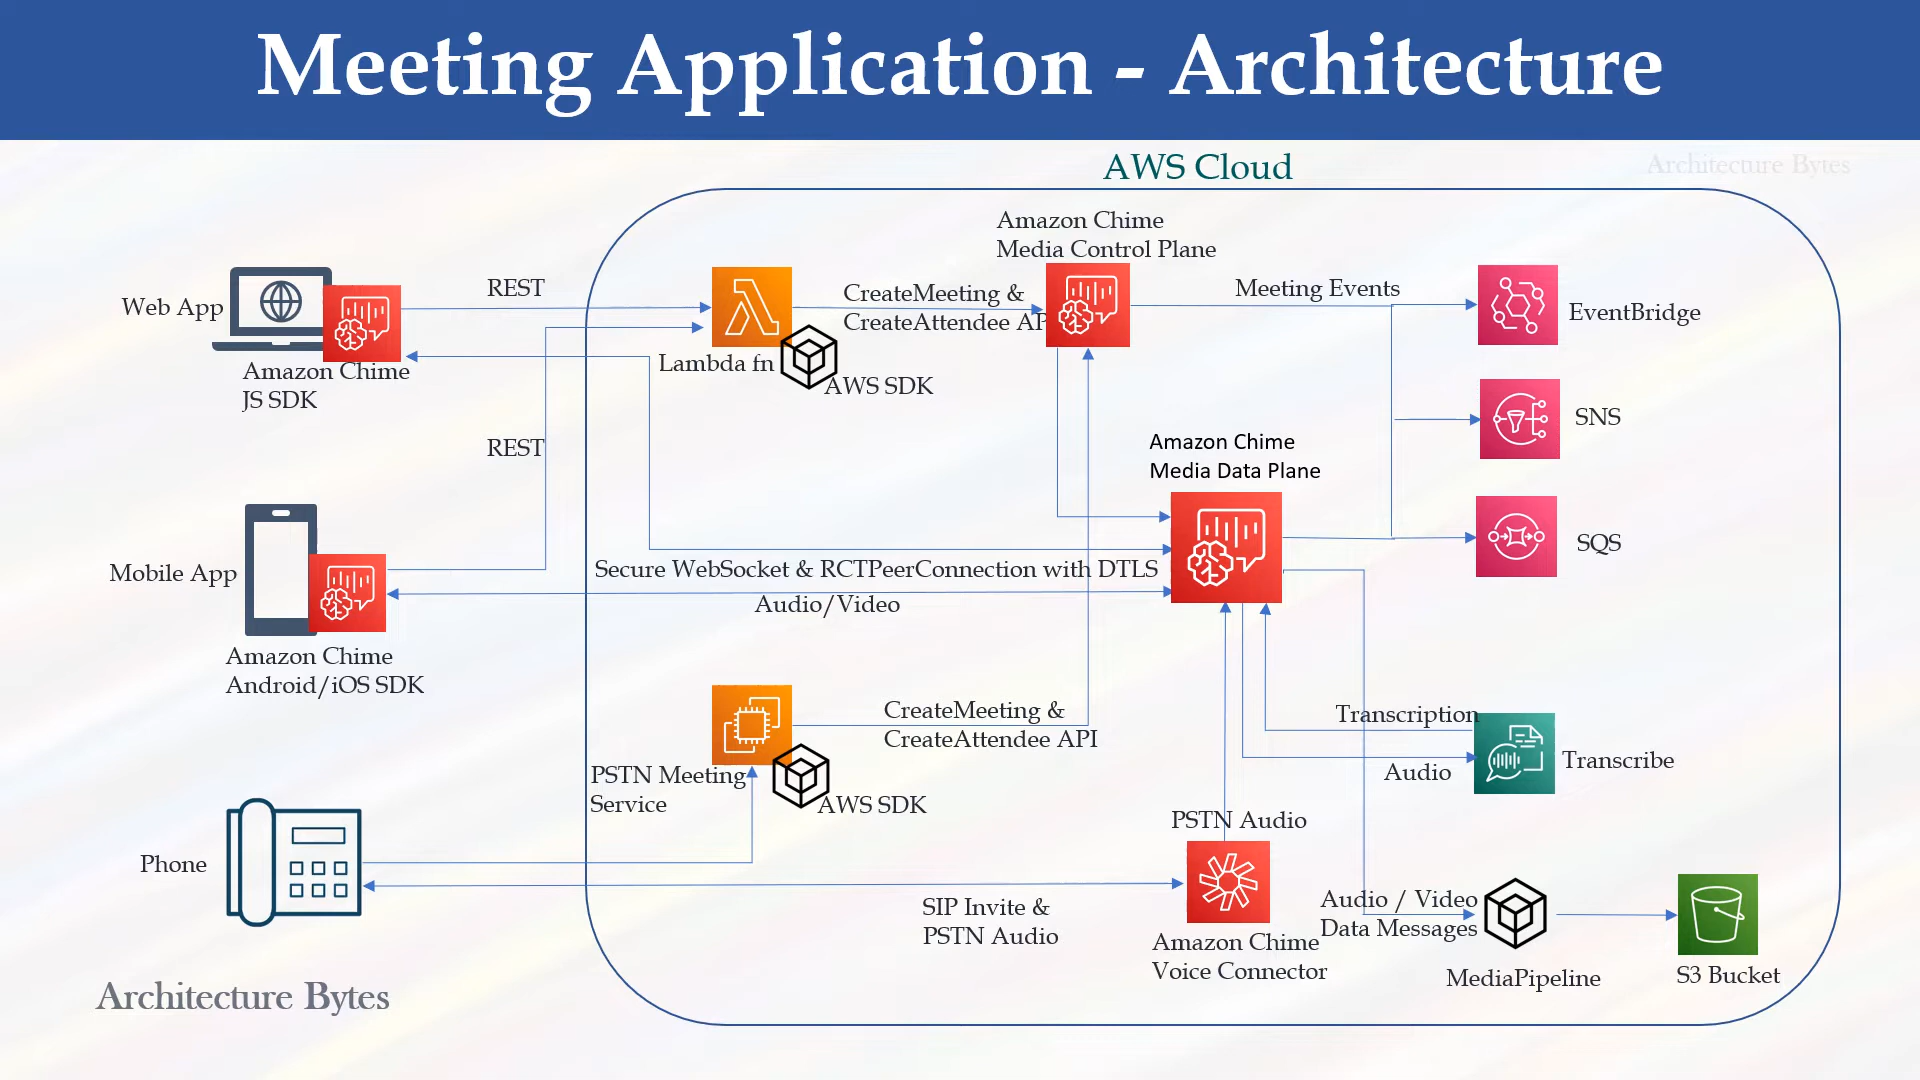 Meeting Application - Architecture
AWS Cloud
Architecture Bytes
Amazon Chime
Media Control Plane
Web App
REST
CreateMeeting &
CreateAttendee AP
Meeting Events
EventBridge
Amazon Chime
JS SDK
Lambda fn
AWS SDK
SNS
REST
Amazon Chime
Media Data Plane
SQS
Mobile App
Secure WebSocket & RCTPeerConnection with DTLS
Audio/Video
Amazon Chime
Android/iOS SDK
CreateMeeting &
CreateAttendee API
Transcription
Transcribe
Audio
PSTN Meeting
Service
AWS SDK
PSTN Audio
Phone
SIP Invite &
PSTN Audio
Audio / Video
Data Messages
Amazon Chime
Voice Connector
MediaPipeline
S3 Bucket
Architecture Bytes